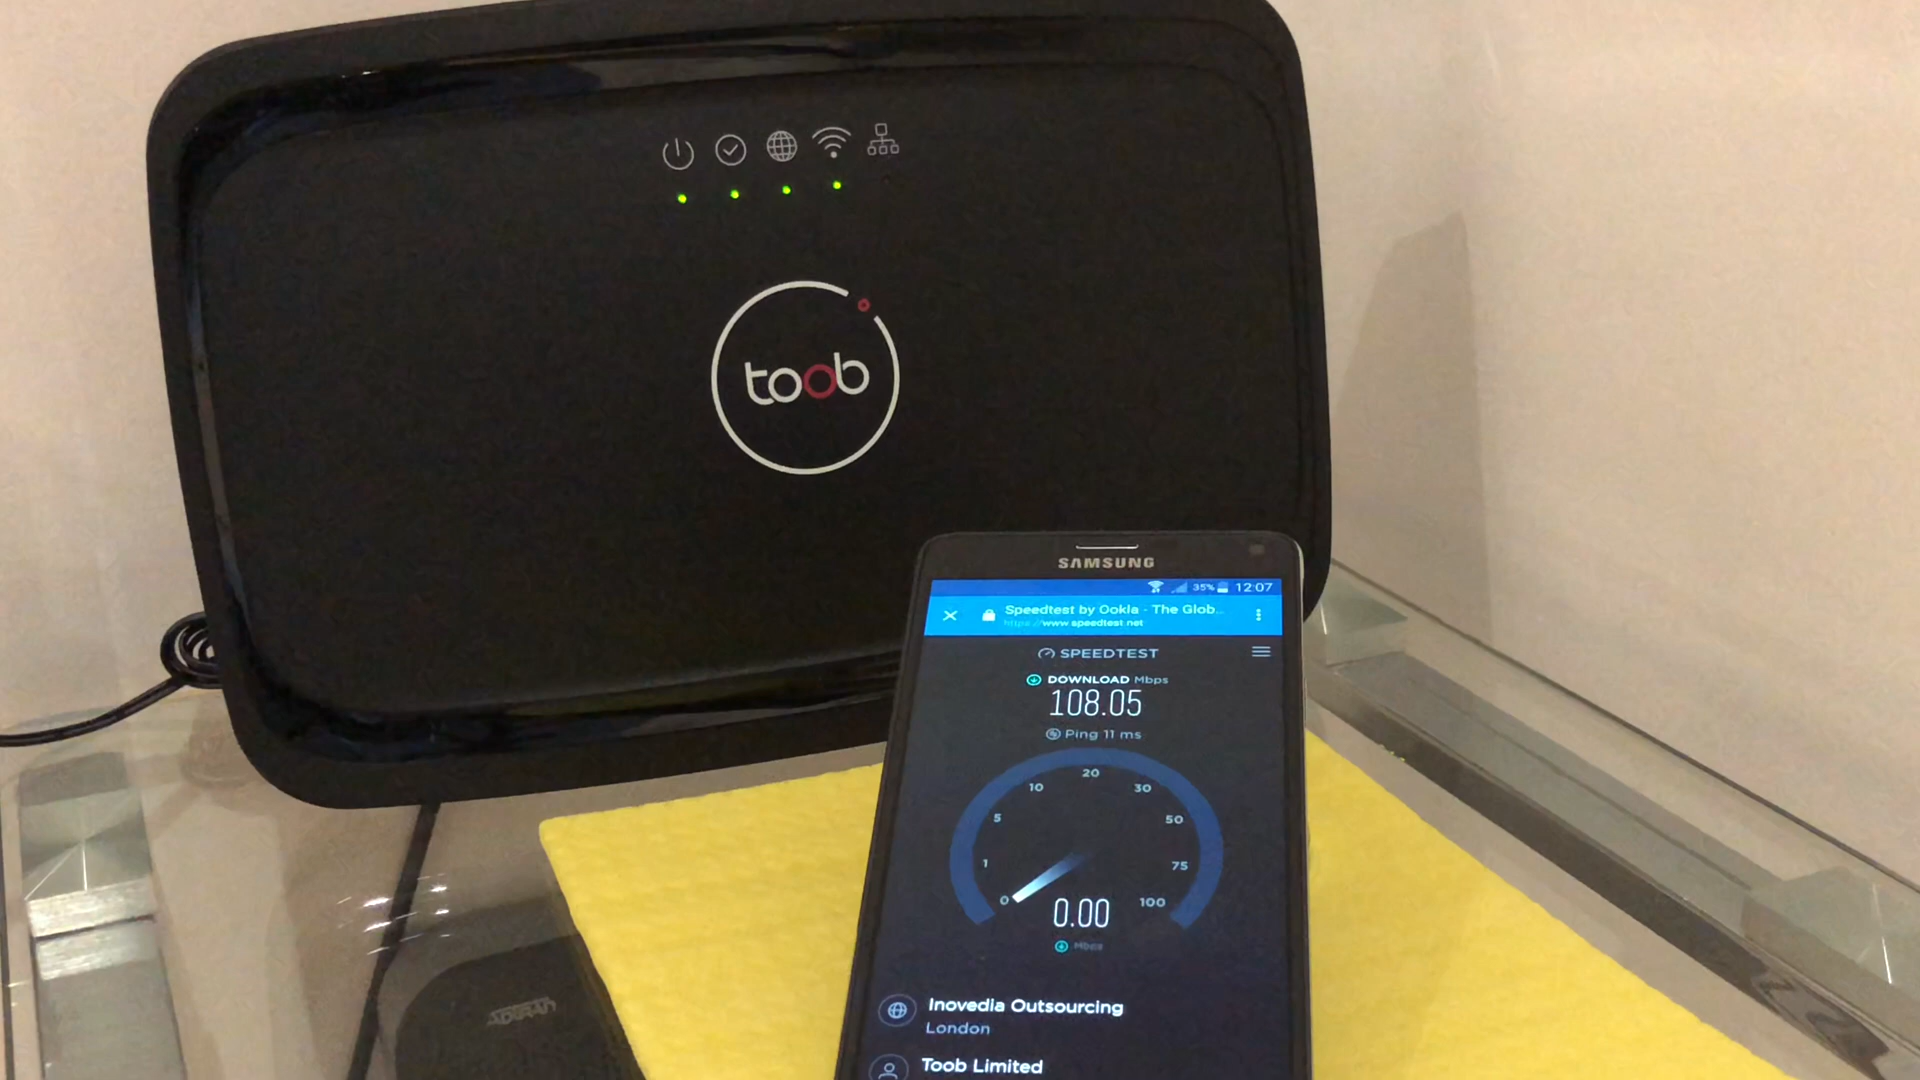 toob
SAMSUNG
35% 12:07
Speedtest by Ookla - The Glob...
https://www.speedtest.net
SPEEDTEST
DOWNLOAD Mbps
108.05
Ping 11 ms
0
1
5
10
20
30
50
75
100
0.00
Mbps
Inovedia Outsourcing
London
Toob Limited
Adtran